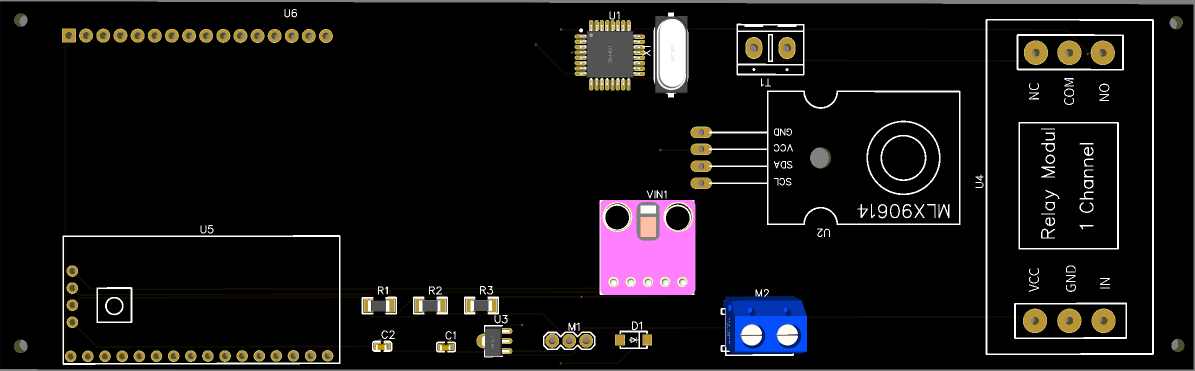 U6
U1
X1
T1
NC
COM
NO
GND
VCC
SDA
SCL
MLX90614
U2
U4
Relay Modul
1 Channel
VIN1
U5
VCC
GND
IN
R1
R2
R3
M2
U3
C2
C1
M1
D1